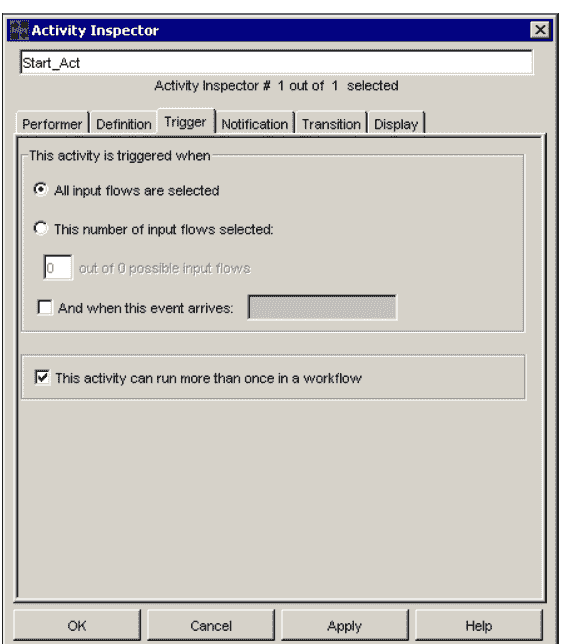 Activity Inspector
Start_Act
Activity Inspector # 1 out of 1 selected
Performer Definition Trigger Notification Transition Display
This activity is triggered when
All input flows are selected
This number of input flows selected:
0 out of 0 possible input flows
And when this event arrives:
This activity can run more than once in a workflow
OK Cancel Apply Help